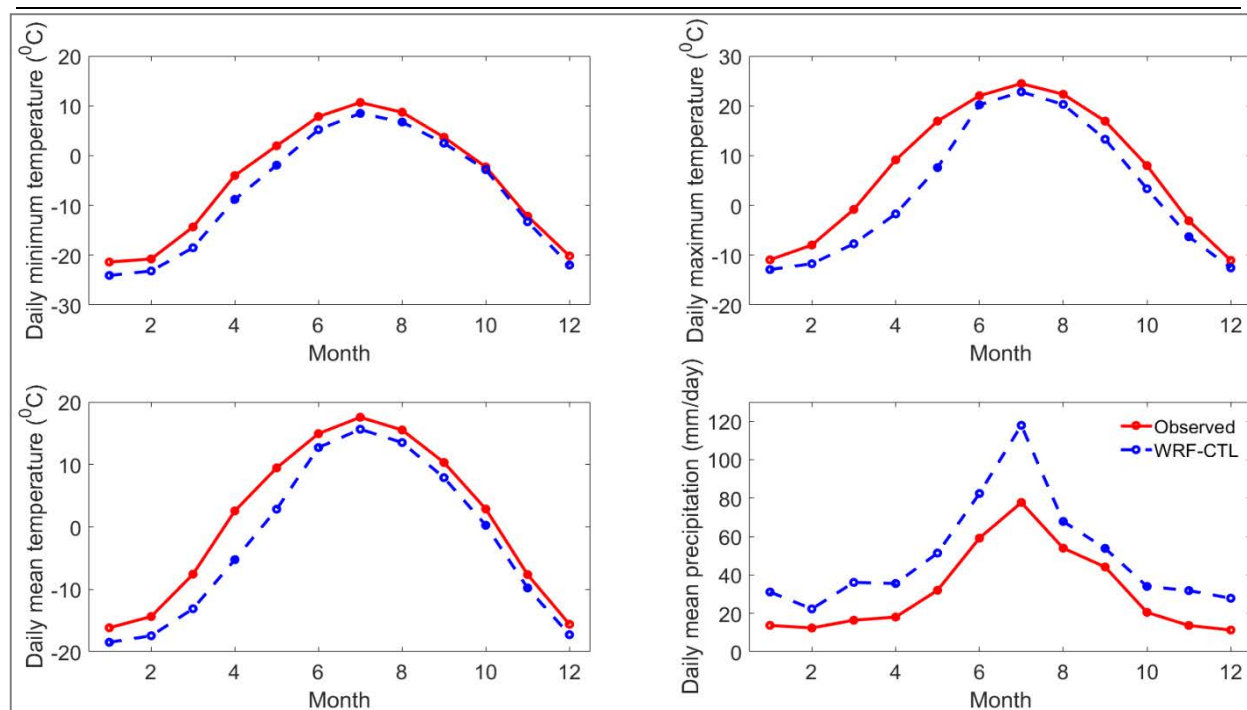 Daily minimum temperature (⁰C)
20
10
0
-10
-20
-30
2 4 6 8 10 12
Month
Daily maximum temperature (⁰C)
30
20
10
0
-10
-20
2 4 6 8 10 12
Month
Daily mean temperature (⁰C)
20
10
0
-10
-20
2 4 6 8 10 12
Month
Daily mean precipitation (mm/day)
120
100
80
60
40
20
0
2 4 6 8 10 12
Month
Observed
WRF-CTL